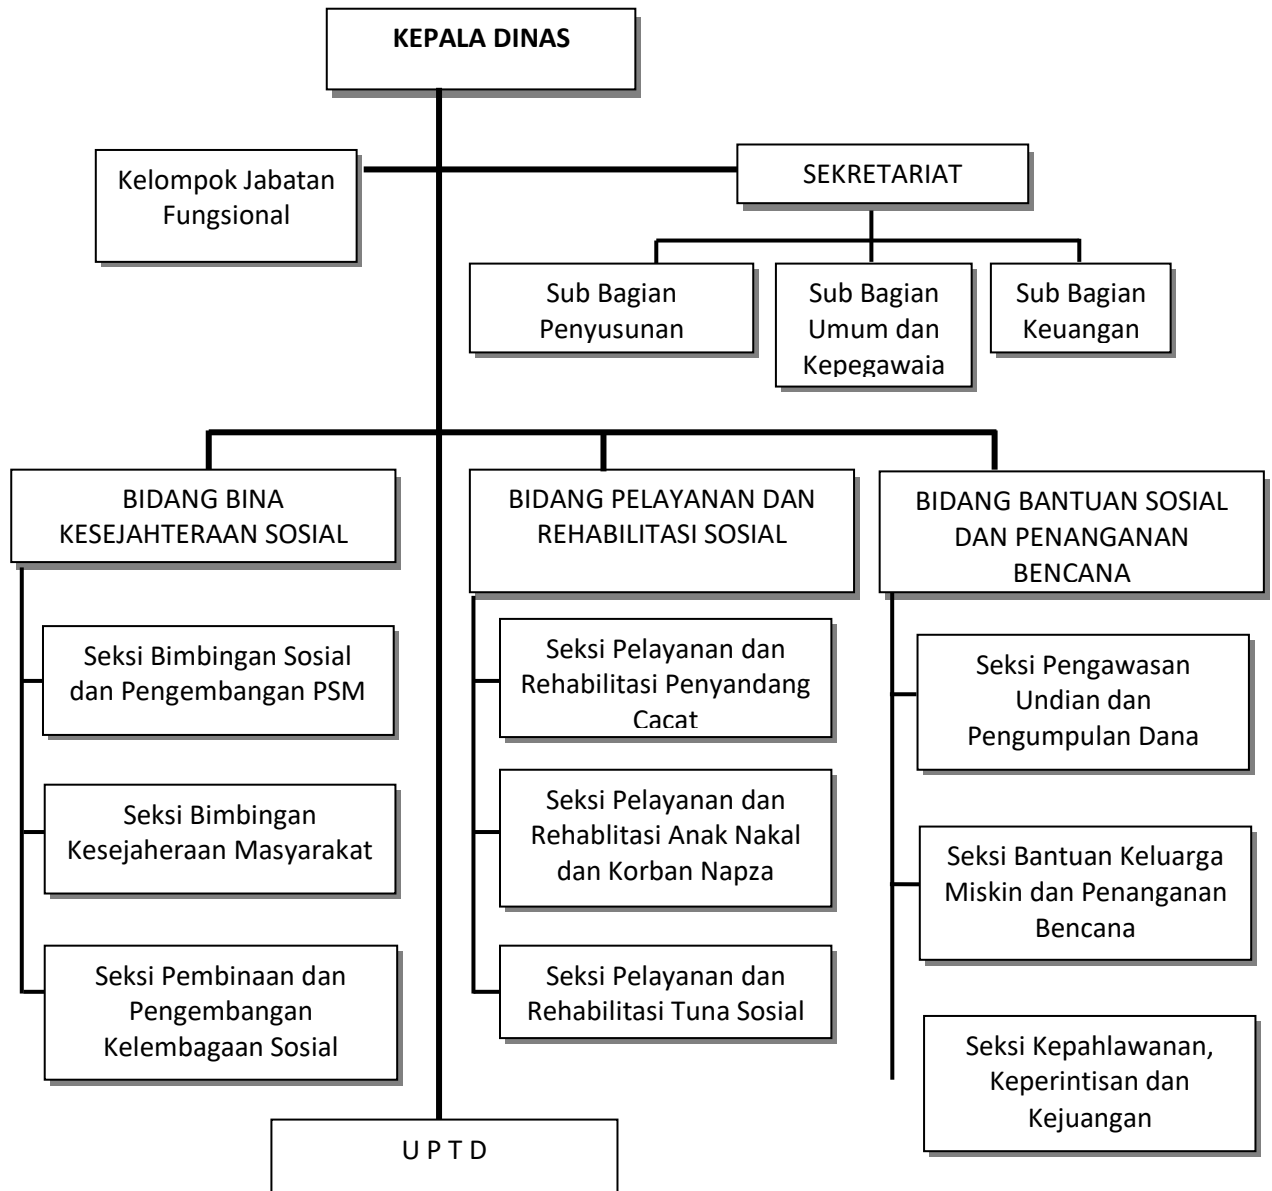 KEPALA DINAS
Kelompok Jabatan
Fungsional
SEKRETARIAT
Sub Bagian
Penyusunan
Sub Bagian
Umum dan
Kepegawaia
Sub Bagian
Keuangan
BIDANG BINA
KESEJAHTERAAN SOSIAL
BIDANG PELAYANAN DAN
REHABILITASI SOSIAL
BIDANG BANTUAN SOSIAL
DAN PENANGANAN
BENCANA
Seksi Bimbingan Sosial
dan Pengembangan PSM
Seksi Bimbingan
Kesejaheraan Masyarakat
Seksi Pembinaan dan
Pengembangan
Kelembagaan Sosial
Seksi Pelayanan dan
Rehabilitasi Penyandang
Cacat
Seksi Pelayanan dan
Rehablitasi Anak Nakal
dan Korban Napza
Seksi Pelayanan dan
Rehabilitasi Tuna Sosial
Seksi Pengawasan
Undian dan
Pengumpulan Dana
Seksi Bantuan Keluarga
Miskin dan Penanganan
Bencana
Seksi Kepahlawanan,
Keperintisan dan
Kejuangan
U P T D